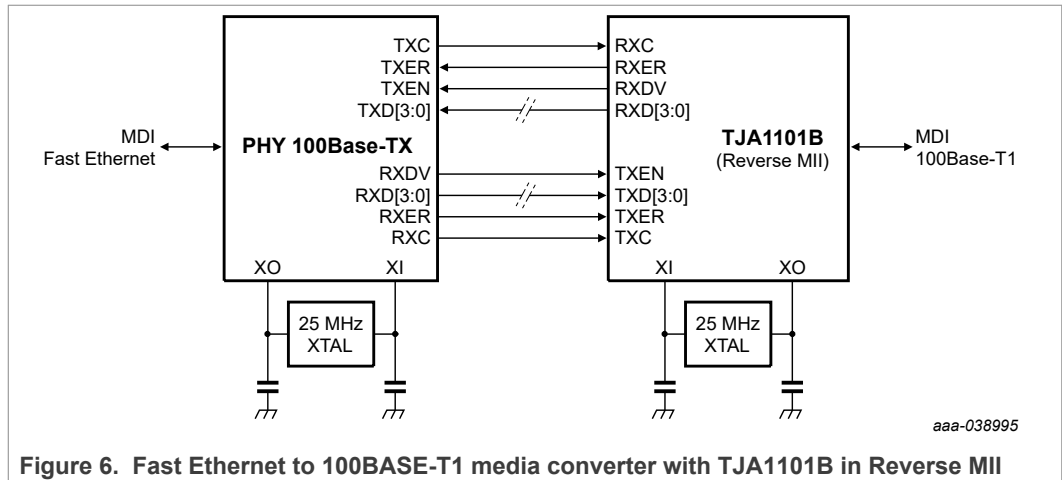 TXC
TXER
TXEN
TXD[3:0]
RXC
RXER
RXDV
RXD[3:0]
MDI
Fast Ethernet
PHY 100Base-TX
TJA1101B
(Reverse MII)
MDI
100Base-T1
RXDV
RXD[3:0]
RXER
RXC
TXEN
TXD[3:0]
TXER
TXC
XO
XI
XI
XO
25 MHz
XTAL
25 MHz
XTAL
aaa-038995
Figure 6. Fast Ethernet to 100BASE-T1 media converter with TJA1101B in Reverse MII